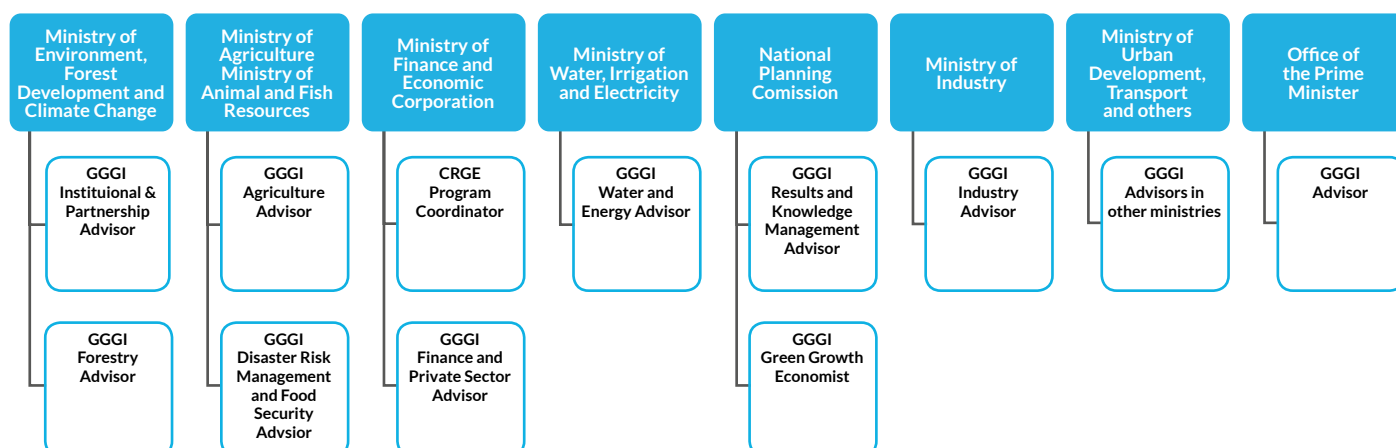 Ministry of
Environment,
Forest
Development and
Climate Change
Ministry of
Agriculture
Ministry of
Animal and Fish
Resources
Ministry of
Finance and
Economic
Corporation
Ministry of
Water, Irrigation
and Electricity
National
Planning
Comission
Ministry of
Industry
Ministry of
Urban
Development,
Transport
and others
Office of
the Prime
Minister
GGGI
Instituional &
Partnership
Advisor
GGGI
Agriculture
Advisor
CRGE
Program
Coordinator
GGGI
Water and
Energy Advisor
GGGI
Results and
Knowledge
Management
Advisor
GGGI
Industry
Advisor
GGGI
Advisors in
other ministries
GGGI
Advisor
GGGI
Forestry
Advisor
GGGI
Disaster Risk
Management
and Food
Security
Advsior
GGGI
Finance and
Private Sector
Advisor
GGGI
Green Growth
Economist